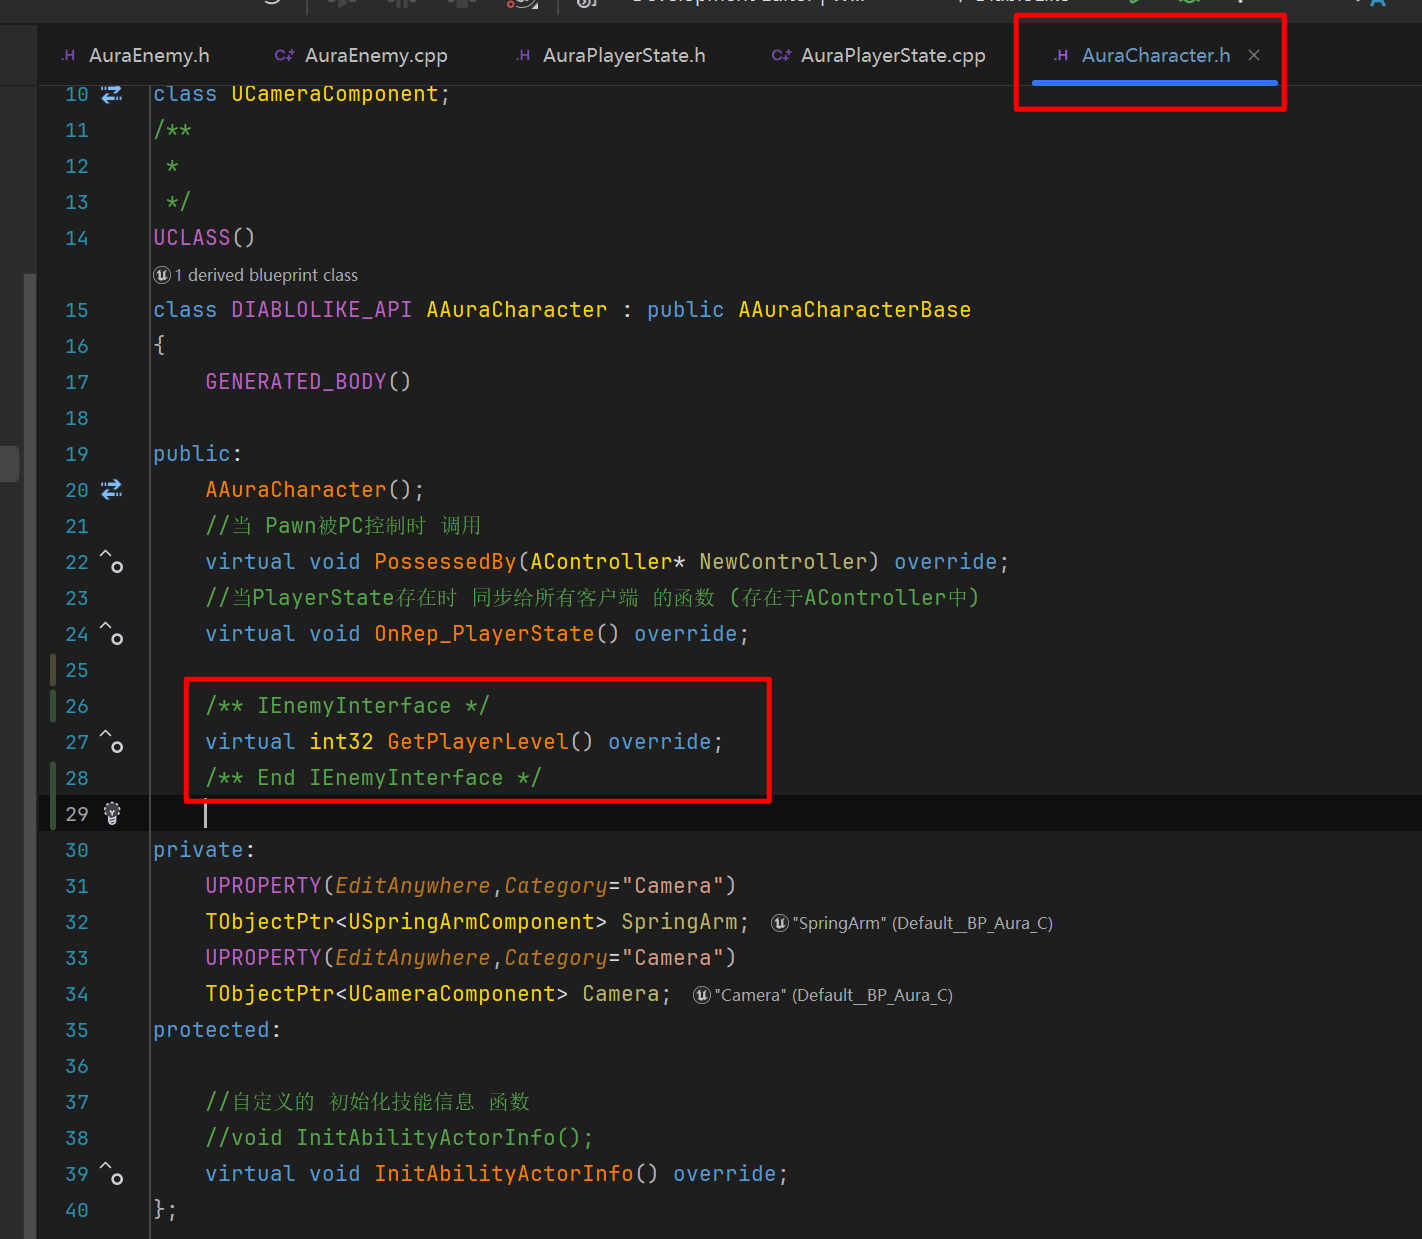 AuraEnemy.h AuraEnemy.cpp AuraPlayerState.h AuraPlayerState.cpp AuraCharacter.h
10 class UCameraComponent;
11 /**
12 *
13 */
14 UCLASS()
1 derived blueprint class
15 class DIABLOLIKE_API AAuraCharacter : public AAuraCharacterBase
16 {
17 GENERATED_BODY()
18
19 public:
20 AAuraCharacter();
21 //当 Pawn被PC控制时 调用
22 virtual void PossessedBy(AController* NewController) override;
23 //当PlayerState存在时 同步给所有客户端 的函数 (存在于AController中)
24 virtual void OnRep_PlayerState() override;
25
26 /** IEnemyInterface */
27 virtual int32 GetPlayerLevel() override;
28 /** End IEnemyInterface */
29
30 private:
31 UPROPERTY(EditAnywhere,Category="Camera")
32 TObjectPtr<USpringArmComponent> SpringArm; "SpringArm" (Default__BP_Aura_C)
33 UPROPERTY(EditAnywhere,Category="Camera")
34 TObjectPtr<UCameraComponent> Camera; "Camera" (Default__BP_Aura_C)
35 protected:
36
37 //自定义的 初始化技能信息 函数
38 //void InitAbilityActorInfo();
39 virtual void InitAbilityActorInfo() override;
40 };